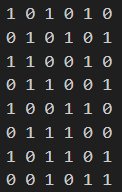 1 0 1 0 1 0
0 1 0 1 0 1
1 1 0 0 1 0
0 1 1 0 0 1
1 0 0 1 1 0
0 1 1 1 0 0
1 0 1 1 0 1
0 0 1 0 1 1